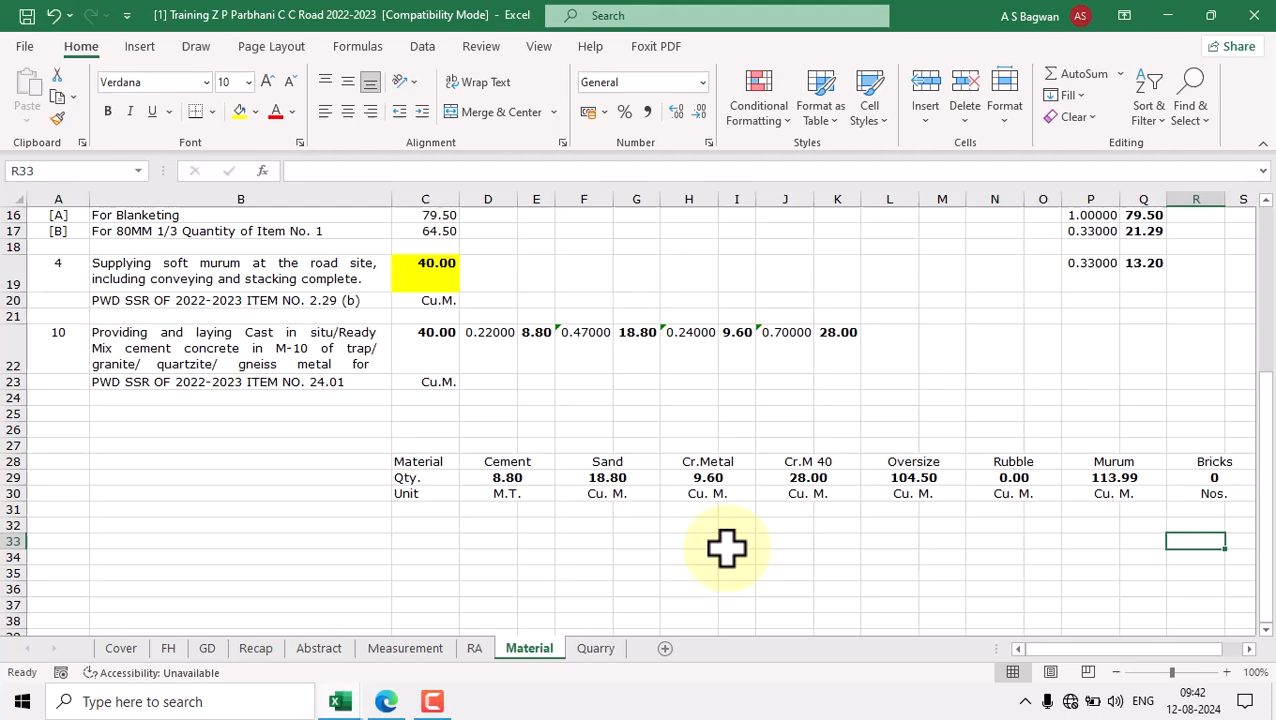 [1] Training Z P Parbhani C C Road 2022-2023 [Compatibility Mode] - Excel
Search
A S Bagwan
AS
File Home Insert Draw Page Layout Formulas Data Review View Help Foxit PDF
Share
Paste
Verdana 10
Wrap Text
General
Conditional Formatting
Format as Table
Cell Styles
Insert
Delete
Format
AutoSum
Fill
Clear
Sort & Filter
Find & Select
B I U
Merge & Center
Clipboard Font Alignment Number Styles Cells Editing
R33
fx
A B C D E F G H I J K L M N O P Q R S
16 [A] For Blanketing 79.50 1.00000 79.50
17 [B] For 80MM 1/3 Quantity of Item No. 1 64.50 0.33000 21.29
18
4 Supplying soft murum at the road site, 40.00 0.33000 13.20
19 including conveying and stacking complete.
20 PWD SSR OF 2022-2023 ITEM NO. 2.29 (b) Cu.M.
21
10 Providing and laying Cast in situ/Ready 40.00 0.22000 8.80 0.47000 18.80 0.24000 9.60 0.70000 28.00
Mix cement concrete in M-10 of trap/
22 granite/ quartzite/ gneiss metal for
23 PWD SSR OF 2022-2023 ITEM NO. 24.01 Cu.M.
24
25
26
27
28 Material Cement Sand Cr.Metal Cr.M 40 Oversize Rubble Murum Bricks
29 Qty. 8.80 18.80 9.60 28.00 104.50 0.00 113.99 0
30 Unit M.T. Cu. M. Cu. M. Cu. M. Cu. M. Cu. M. Cu. M. Nos.
31
32
33
34
35
36
37
38
Cover FH GD Recap Abstract Measurement RA Material Quarry
Ready Accessibility: Unavailable 100%
Type here to search
ENG
09:42
12-08-2024